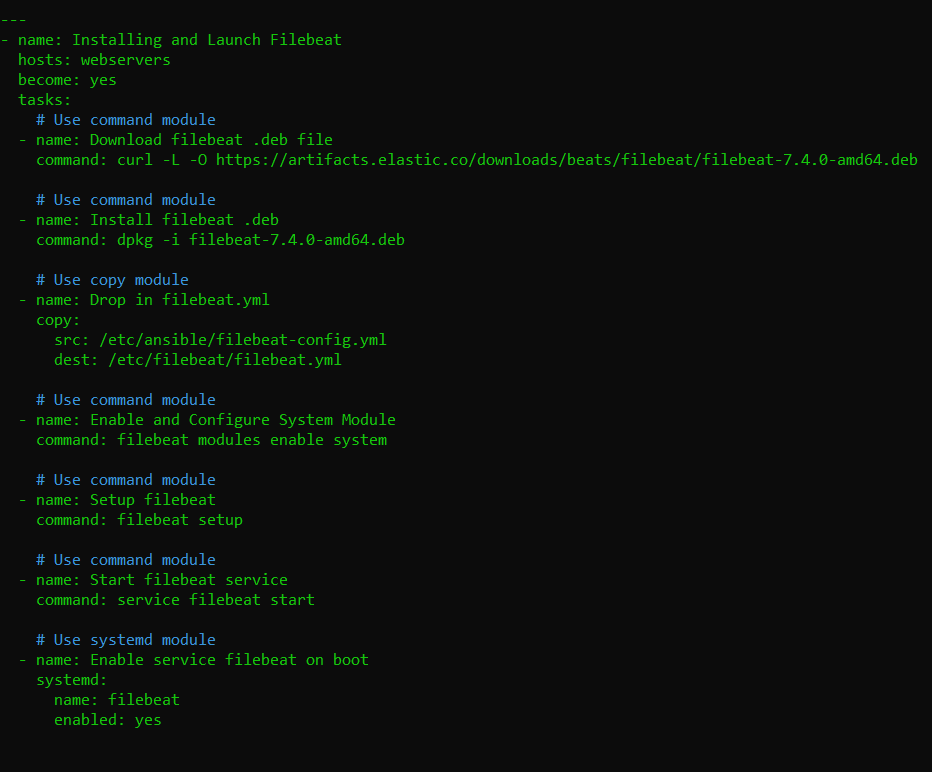 ---
- name: Installing and Launch Filebeat
  hosts: webservers
  become: yes
  tasks:
    # Use command module
  - name: Download filebeat .deb file
    command: curl -L -O https://artifacts.elastic.co/downloads/beats/filebeat/filebeat-7.4.0-amd64.deb

    # Use command module
  - name: Install filebeat .deb
    command: dpkg -i filebeat-7.4.0-amd64.deb

    # Use copy module
  - name: Drop in filebeat.yml
    copy:
      src: /etc/ansible/filebeat-config.yml
      dest: /etc/filebeat/filebeat.yml

    # Use command module
  - name: Enable and Configure System Module
    command: filebeat modules enable system

    # Use command module
  - name: Setup filebeat
    command: filebeat setup

    # Use command module
  - name: Start filebeat service
    command: service filebeat start

    # Use systemd module
  - name: Enable service filebeat on boot
    systemd:
      name: filebeat
      enabled: yes